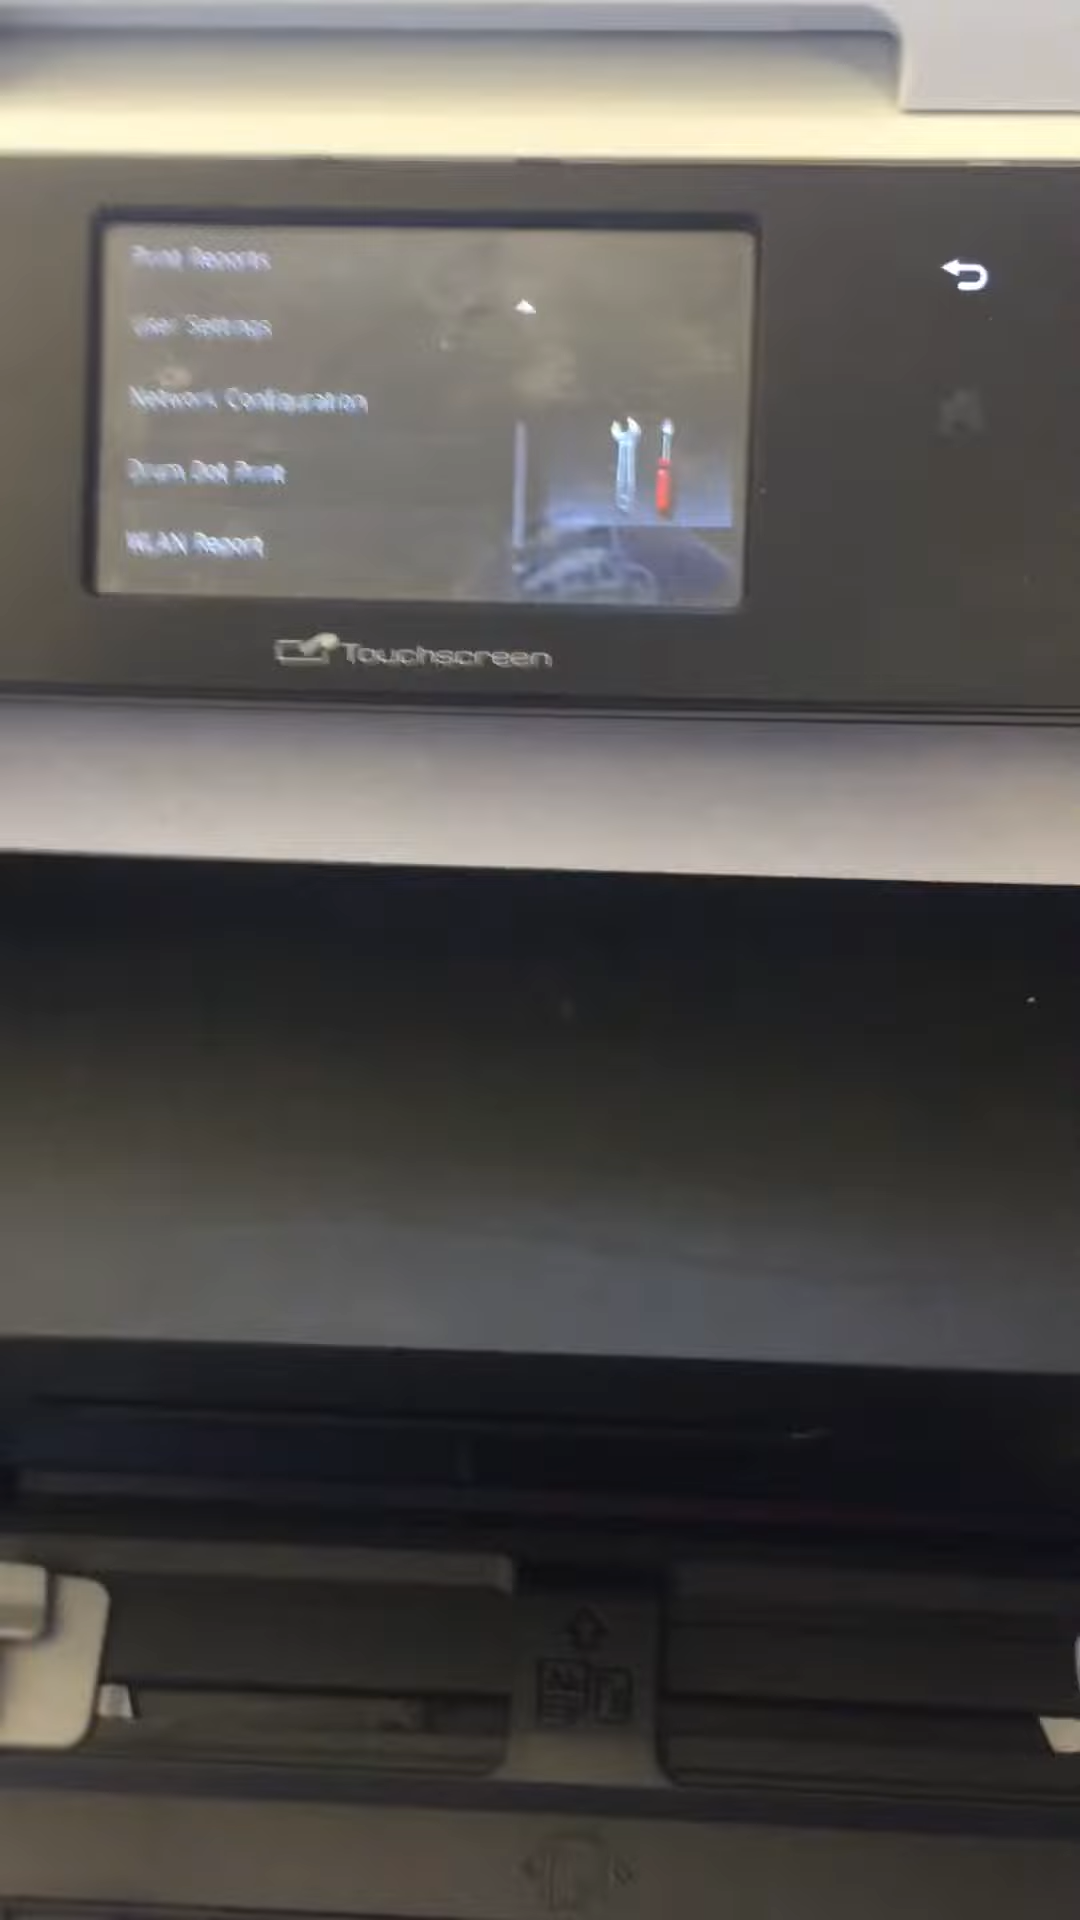 Print Reports
User Settings
Network Configuration
Drum Dot Print
WLAN Report
Touchscreen